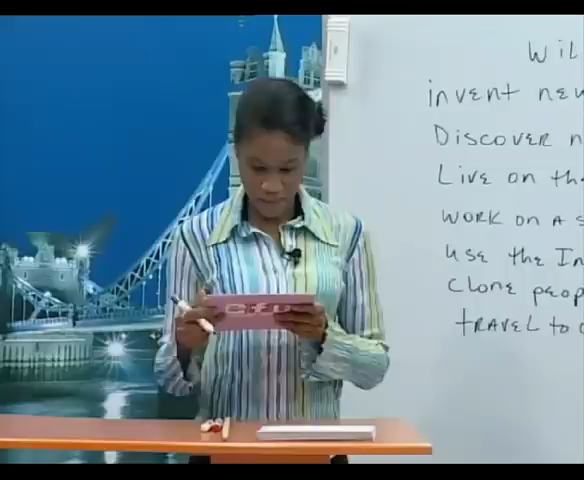 Wil
invent new
Discover n
Live on th
work on a s
use the In
clone peop
travel to